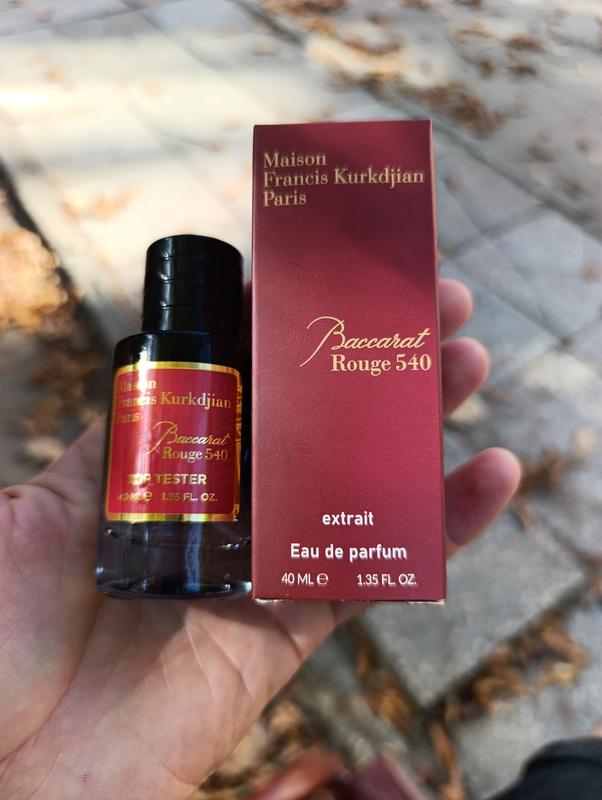 Maison
Francis Kurkdjian
Paris
Baccarat
Rouge 540
extrait
Eau de parfum
40 ML e 1.35 FL. OZ.
Maison
Francis Kurkdjian
Paris
Baccarat
Rouge 540
TOP TESTER
40 ML e 1.35 FL. OZ.